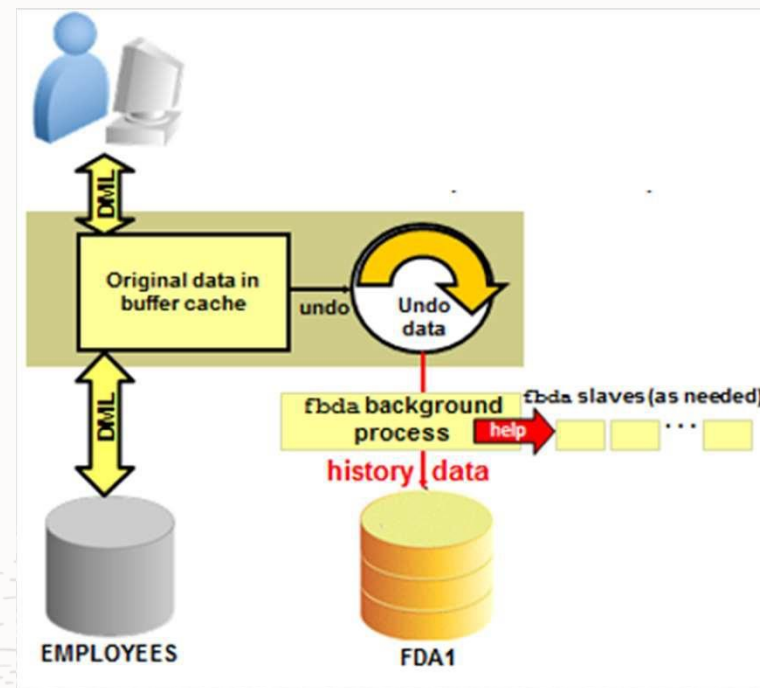 DML
Original data in
buffer cache
undo
Undo
data
fbda background
process
help
fbda slaves (as needed)
...
history data
DML
EMPLOYEES
FDA1